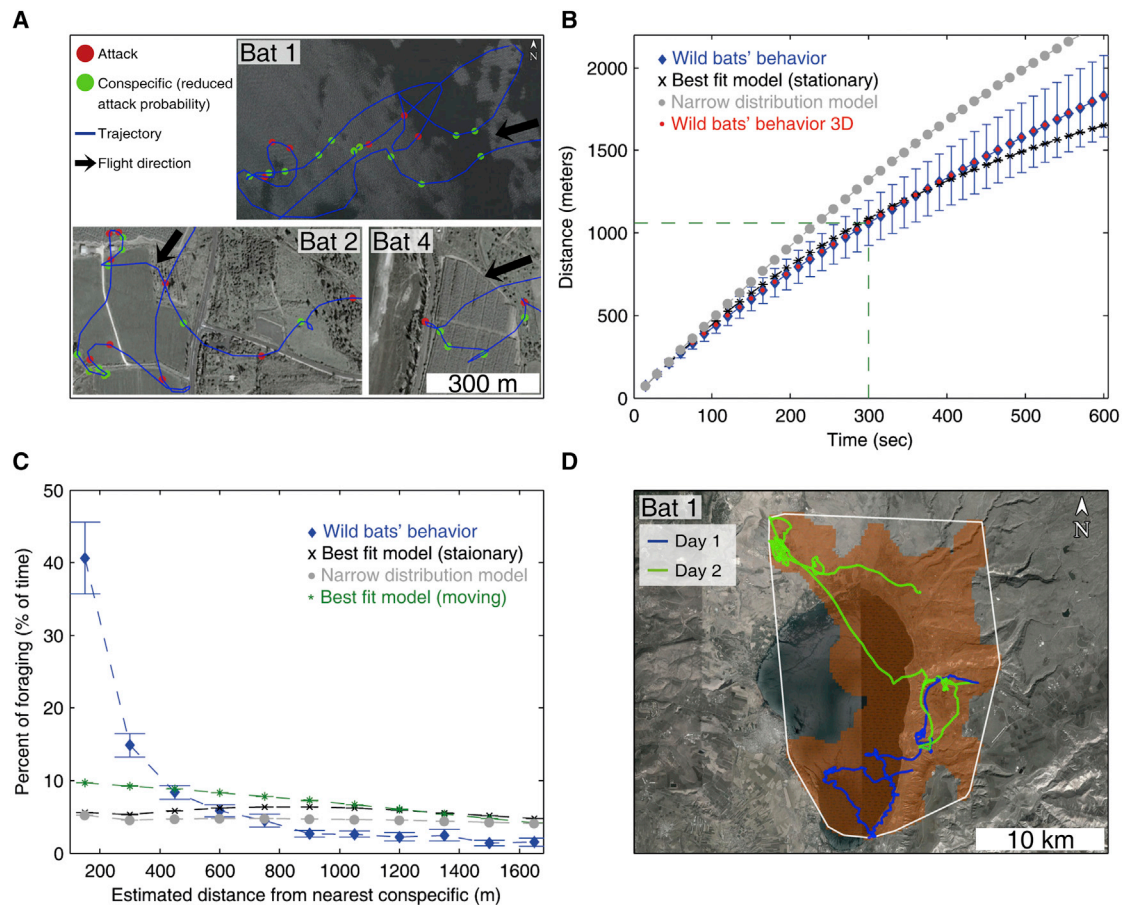 A
Attack
Conspecific (reduced
attack probability)
Trajectory
Flight direction
Bat 1
N
Bat 2
Bat 4
300 m
B
Wild bats' behavior
Best fit model (stationary)
Narrow distribution model
Wild bats' behavior 3D
2000
1500
1000
500
0
Distance (meters)
0
100
200
300
400
500
600
Time (sec)
C
Wild bats' behavior
Best fit model (staionary)
Narrow distribution model
Best fit model (moving)
50
40
30
20
10
0
Percent of foraging (% of time)
200
400
600
800
1000
1200
1400
1600
Estimated distance from nearest conspecific (m)
D
Bat 1
Day 1
Day 2
N
10 km